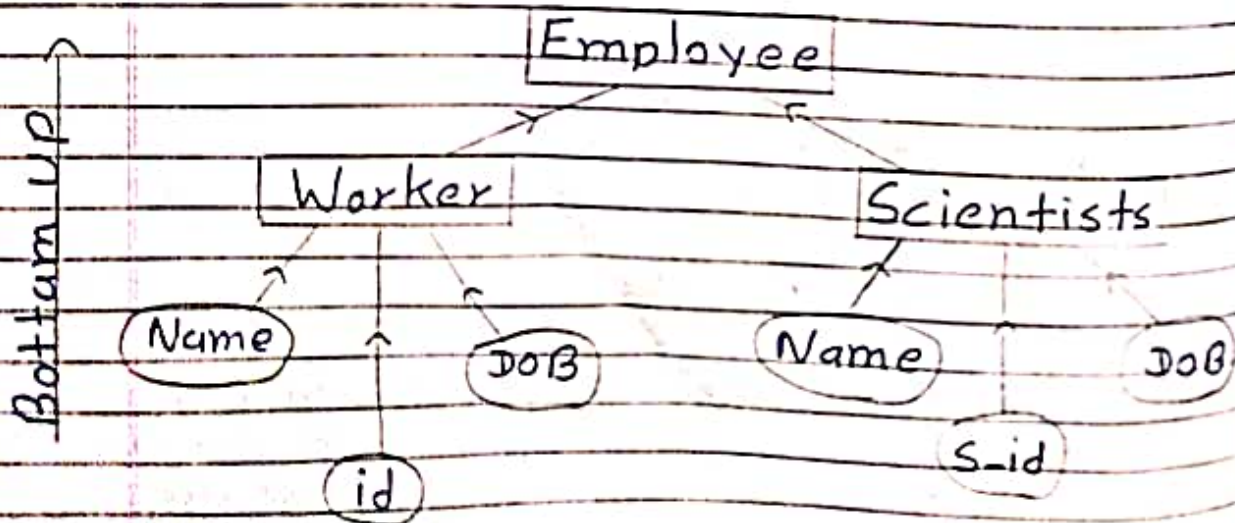 Employee
Bottam up
Worker
Scientists
Name
DOB
Name
DOB
id
S_id